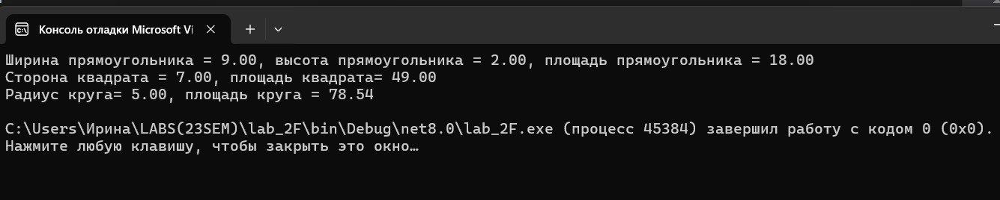 Консоль отладки Microsoft Vi
Ширина прямоугольника = 9.00, высота прямоугольника = 2.00, площадь прямоугольника = 18.00
Сторона квадрата = 7.00, площадь квадрата= 49.00
Радиус круга= 5.00, площадь круга = 78.54
C:\Users\Ирина\LABS(23SEM)\lab_2F\bin\Debug\net8.0\lab_2F.exe (процесс 45384) завершил работу с кодом 0 (0x0).
Нажмите любую клавишу, чтобы закрыть это окно…